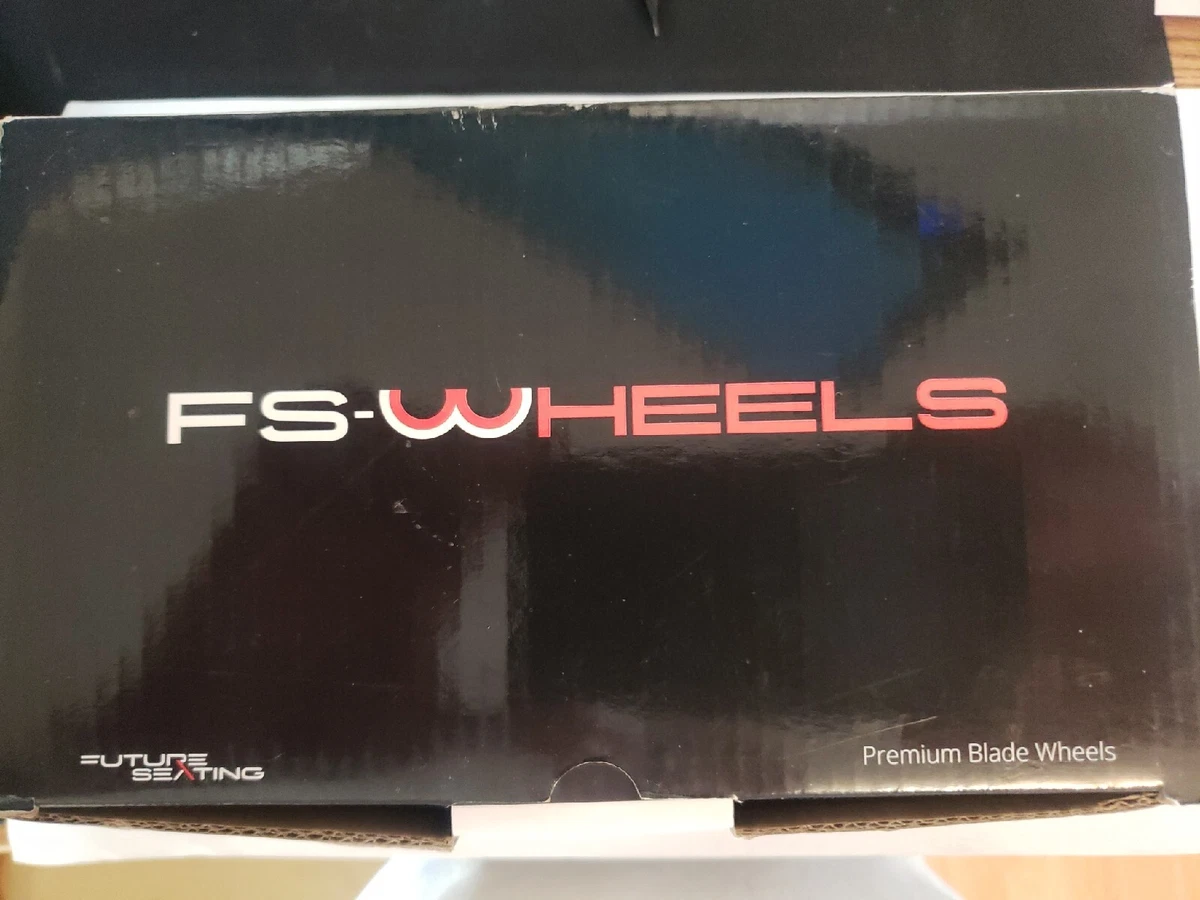 FS-WHEELS
FUTURE
SEATING
Premium Blade Wheels